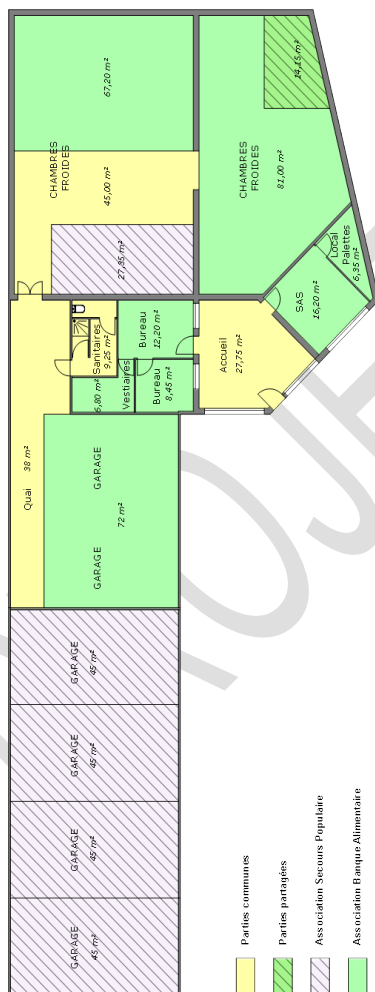 67,20 m²
14,15 m²
CHAMBRES
FROIDES
45,00 m²
CHAMBRES
FROIDES
81,00 m²
27,35 m²
Local
Palettes
6,35 m²
SAS
16,20 m²
Sanitaires
9,25 m²
Bureau
12,20 m²
Accueil
27,75 m²
6,80 m²
Vestiaires
Bureau
8,45 m²
Quai
38 m²
GARAGE
GARAGE
72 m²
GARAGE
45 m²
GARAGE
45 m²
GARAGE
45 m²
GARAGE
45 m²
Parties communes
Parties partagées
Association Secours Populaire
Association Banque Alimentaire